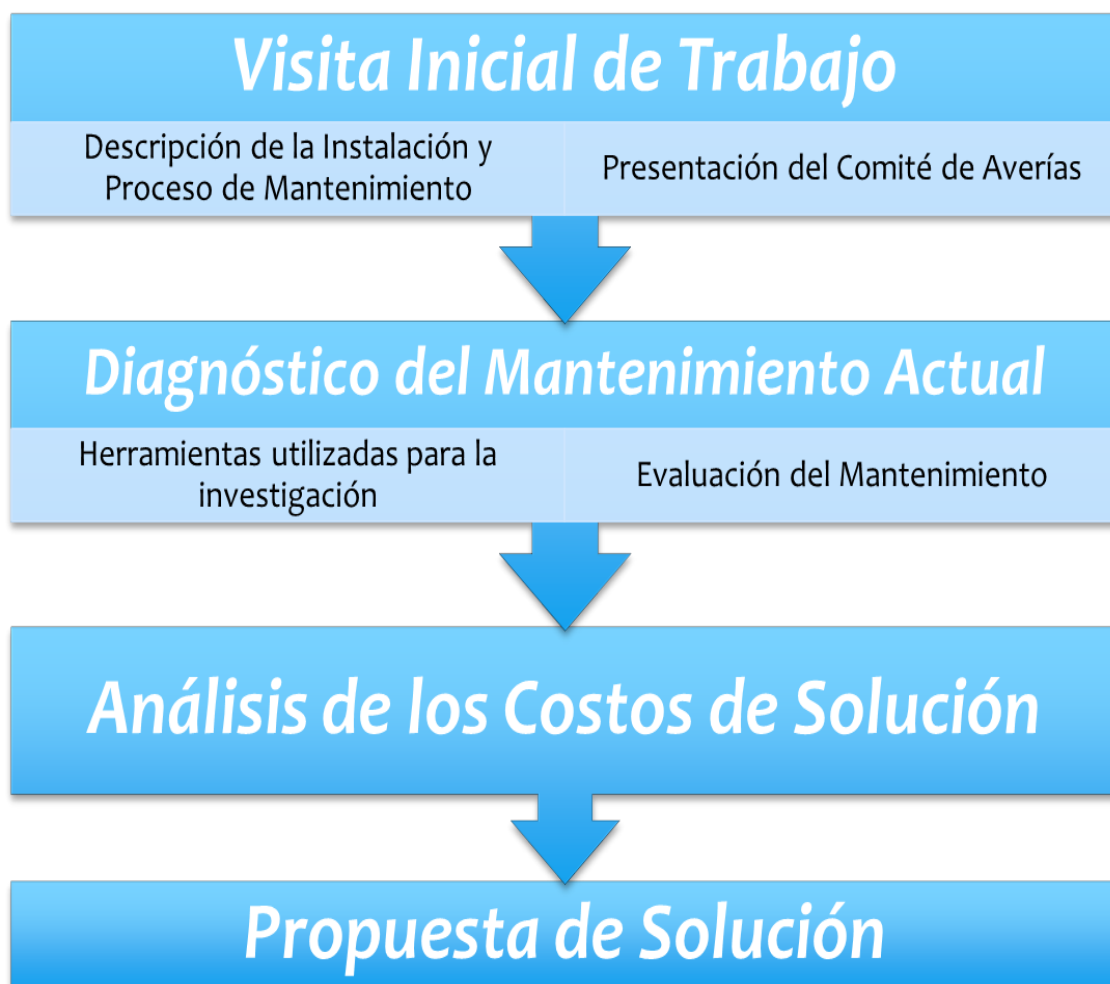 Visita Inicial de Trabajo
Descripción de la Instalación y
Proceso de Mantenimiento
Presentación del Comité de Averías
Diagnóstico del Mantenimiento Actual
Herramientas utilizadas para la
investigación
Evaluación del Mantenimiento
Análisis de los Costos de Solución
Propuesta de Solución